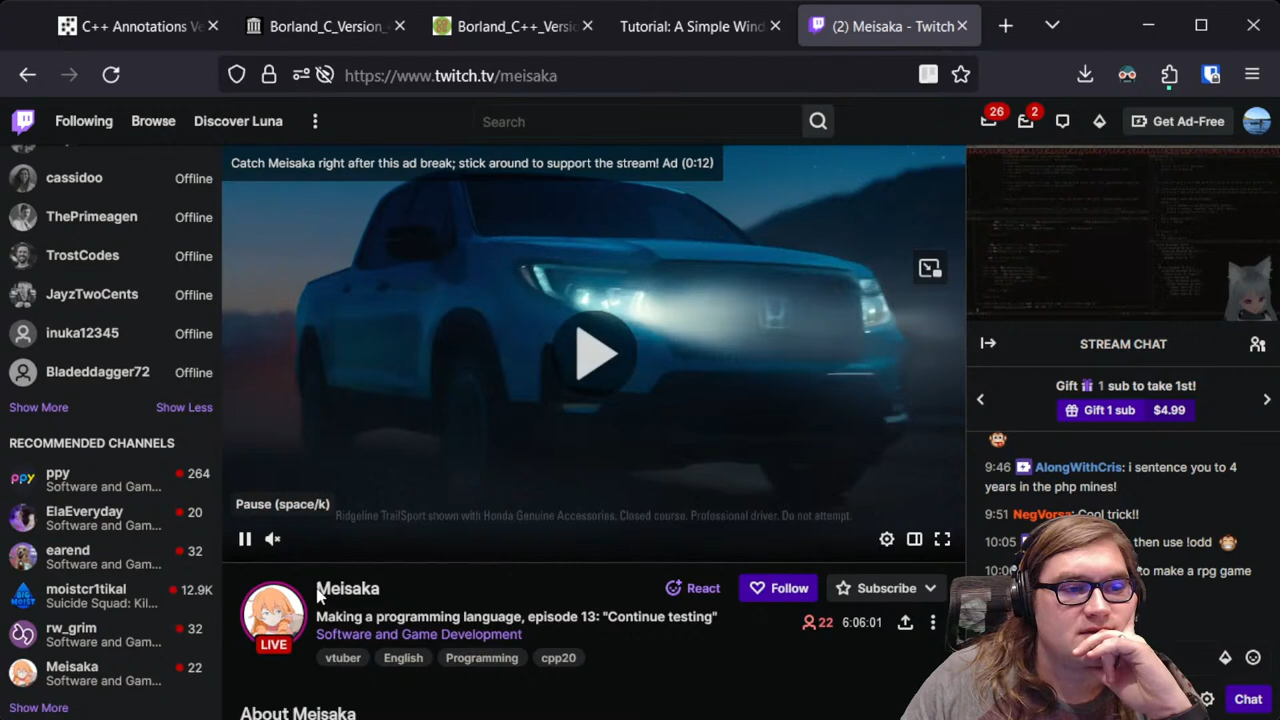 C++ Annotations Ve
Borland_C_Version_
Borland_C++_Versi
Tutorial: A Simple Wind
(2) Meisaka - Twitch
https://www.twitch.tv/meisaka
Following
Browse
Discover Luna
Search
26
2
Get Ad-Free
cassidoo Offline
ThePrimeagen Offline
TrostCodes Offline
JayzTwoCents Offline
inuka12345 Offline
Bladeddagger72 Offline
Show More Show Less
RECOMMENDED CHANNELS
ppy 264
Software and Gam...
ElaEveryday 20
Software and Gam...
earend 32
Software and Gam...
moistcr1tikal 12.9K
Suicide Squad: Kil...
rw_grim 32
Software and Gam...
Meisaka 22
Software and Gam...
Show More
Catch Meisaka right after this ad break; stick around to support the stream! Ad (0:12)
Pause (space/k)
Ridgeline TrailSport shown with Honda Genuine Accessories. Closed course. Professional driver. Do not attempt.
LIVE
Meisaka
React
Follow
Subscribe
Making a programming language, episode 13: "Continue testing"
Software and Game Development
22 6:06:01
vtuber English Programming cpp20
About Meisaka
STREAM CHAT
Gift 1 sub to take 1st!
Gift 1 sub $4.99
9:46 AlongWithCris: i sentence you to 4
years in the php mines!
9:51 NegVorsa: Cool trick!!
10:05 then use !odd
to make a rpg game
Chat